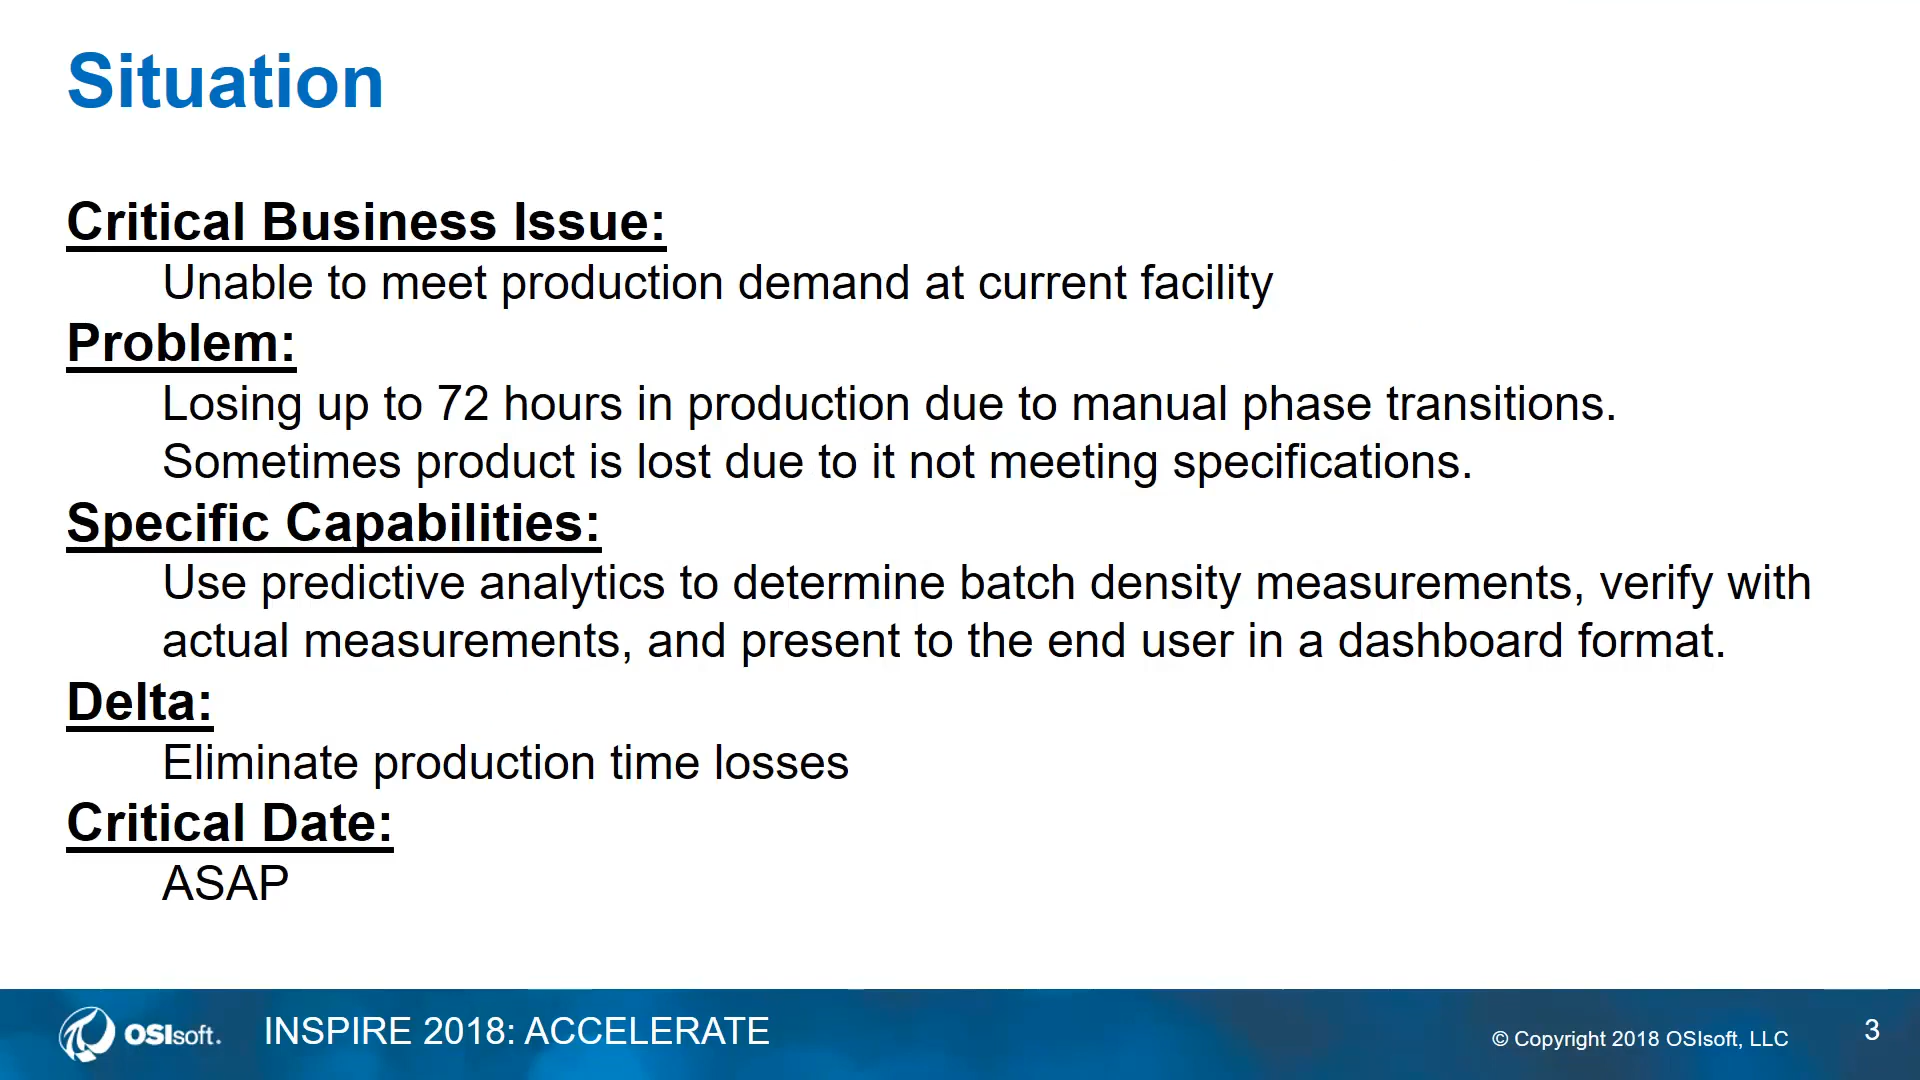 Situation
Critical Business Issue:
Unable to meet production demand at current facility
Problem:
Losing up to 72 hours in production due to manual phase transitions.
Sometimes product is lost due to it not meeting specifications.
Specific Capabilities:
Use predictive analytics to determine batch density measurements, verify with
actual measurements, and present to the end user in a dashboard format.
Delta:
Eliminate production time losses
Critical Date:
ASAP
OSIsoft. INSPIRE 2018: ACCELERATE
© Copyright 2018 OSIsoft, LLC 3